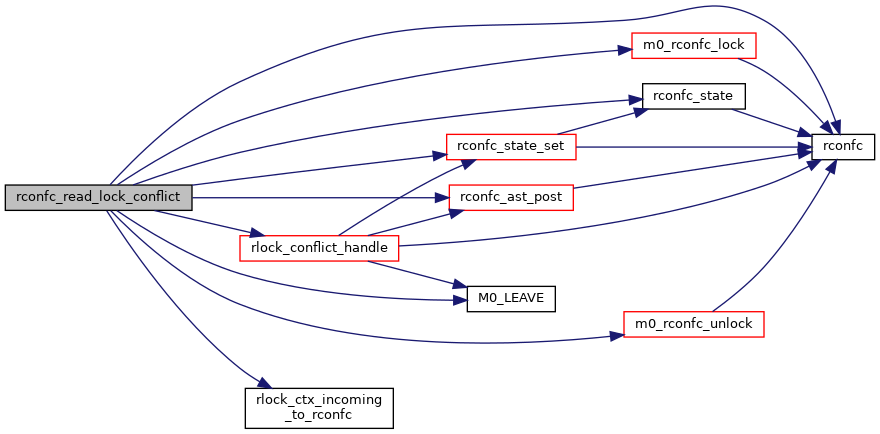 m0_rconfc_lock
rconfc_state
rconfc_state_set
rconfc
rconfc_read_lock_conflict
rconfc_ast_post
rlock_conflict_handle
M0_LEAVE
m0_rconfc_unlock
rlock_ctx_incoming
_to_rconfc